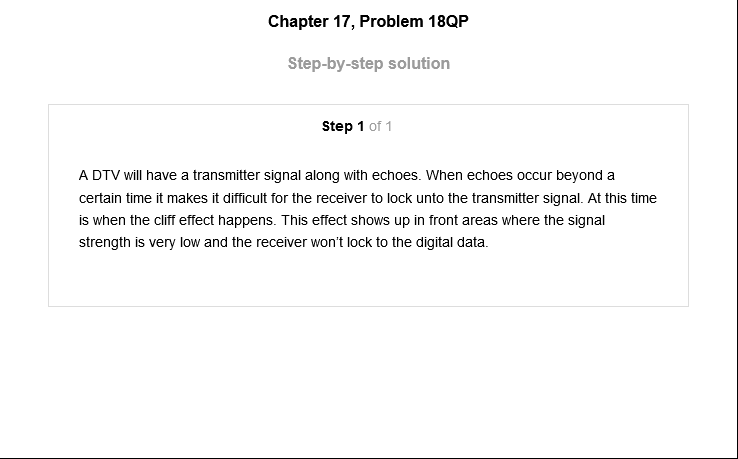 Chapter 17, Problem 18QP
Step-by-step solution
Step 1 of 1
A DTV will have a transmitter signal along with echoes. When echoes occur beyond a
certain time it makes it difficult for the receiver to lock unto the transmitter signal. At this time
is when the cliff effect happens. This effect shows up in front areas where the signal
strength is very low and the receiver won't lock to the digital data.